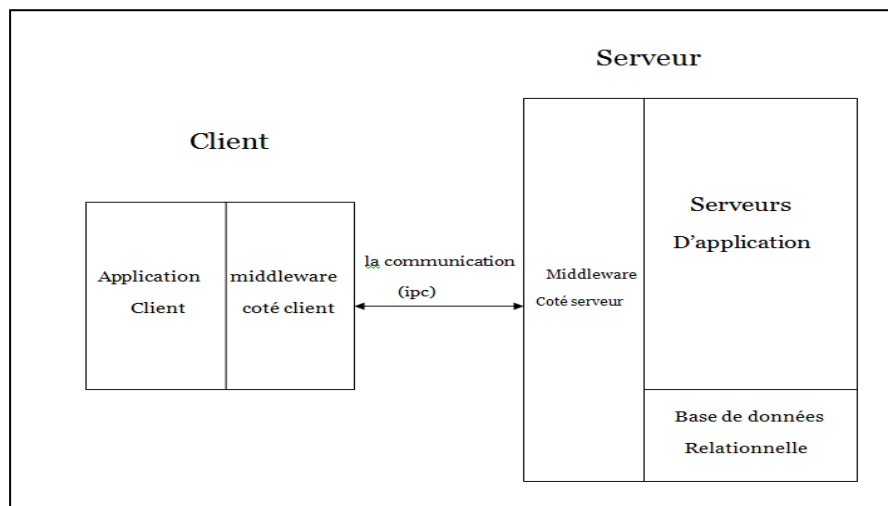 Serveur
Client
Application
Client
middleware
coté client
la communication
(ipc)
Middleware
Coté serveur
Serveurs
D’application
Base de données
Relationnelle